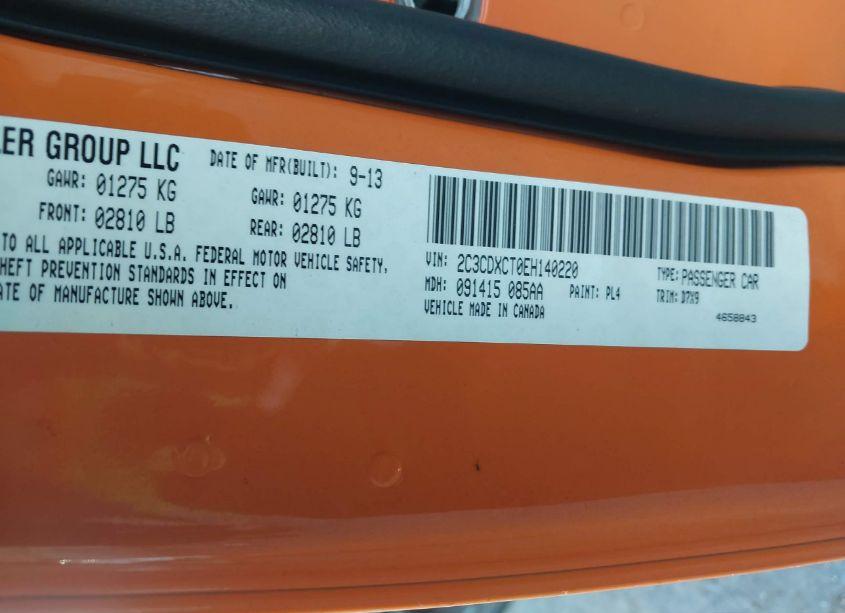 LER GROUP LLC
DATE OF MFR(BUILT): 9-13
GAWR: 01275 KG
GAWR: 01275 KG
FRONT: 02810 LB
REAR: 02810 LB
TO ALL APPLICABLE U.S.A. FEDERAL MOTOR VEHICLE SAFETY,
HEFT PREVENTION STANDARDS IN EFFECT ON
ATE OF MANUFACTURE SHOWN ABOVE.
VIN: 2C3CDXCT0EH140220
TYPE: PASSENGER CAR
MDH: 091415 085AA
PAINT: PL4
TRIM: D7X9
VEHICLE MADE IN CANADA
4658843